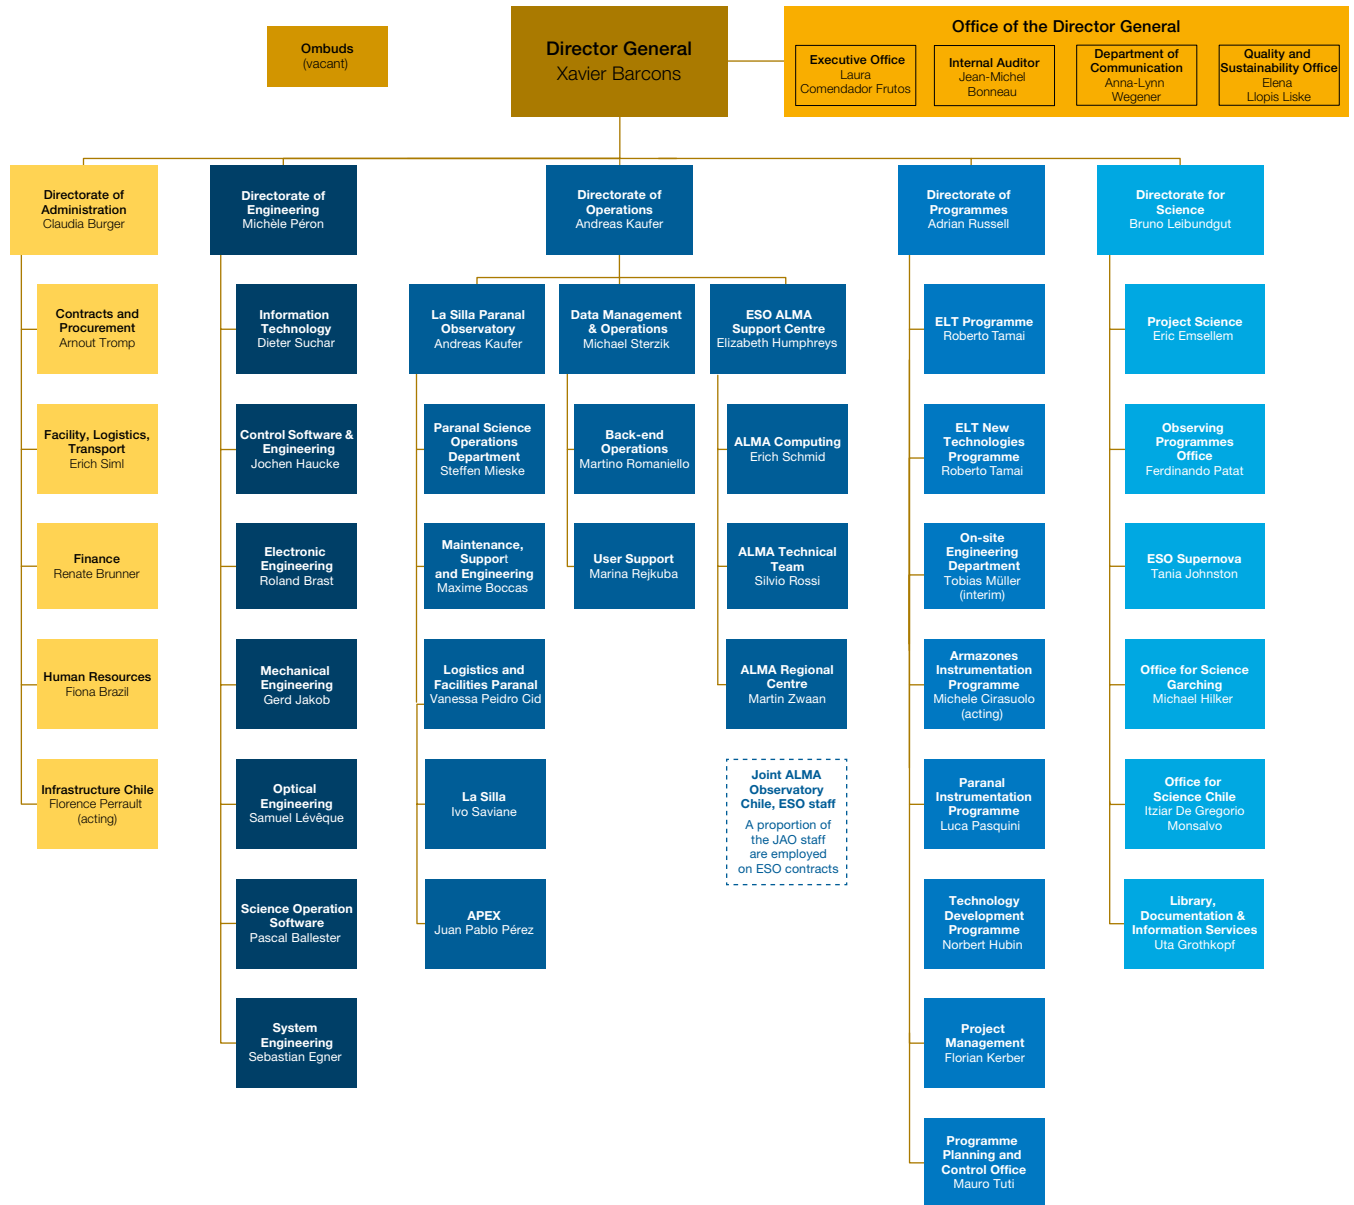 Ombuds
(vacant)
Director General
Xavier Barcons
Office of the Director General
Executive Office
Laura
Comendador Frutos
Internal Auditor
Jean-Michel
Bonneau
Department of
Communication
Anna-Lynn
Wegener
Quality and
Sustainability Office
Elena
Llopis Liske
Directorate of
Administration
Claudia Burger
Directorate of
Engineering
Michèle Péron
Directorate of
Operations
Andreas Kaufer
Directorate of
Programmes
Adrian Russell
Directorate for
Science
Bruno Leibundgut
Contracts and
Procurement
Arnout Tromp
Facility, Logistics,
Transport
Erich Siml
Finance
Renate Brunner
Human Resources
Fiona Brazil
Infrastructure Chile
Florence Perrault
(acting)
Information
Technology
Dieter Suchar
Control Software &
Engineering
Jochen Haucke
Electronic
Engineering
Roland Brast
Mechanical
Engineering
Gerd Jakob
Optical
Engineering
Samuel Lévêque
Science Operation
Software
Pascal Ballester
System
Engineering
Sebastian Egner
La Silla Paranal
Observatory
Andreas Kaufer
Paranal Science
Operations
Department
Steffen Mieske
Maintenance,
Support
and Engineering
Maxime Boccas
Logistics and
Facilities Paranal
Vanessa Peidro Cid
La Silla
Ivo Saviane
APEX
Juan Pablo Pérez
Data Management
& Operations
Michael Sterzik
Back-end
Operations
Martino Romaniello
User Support
Marina Rejkuba
ESO ALMA
Support Centre
Elizabeth Humphreys
ALMA Computing
Erich Schmid
ALMA Technical
Team
Silvio Rossi
ALMA Regional
Centre
Martin Zwaan
Joint ALMA
Observatory
Chile, ESO staff
A proportion of
the JAO staff
are employed
on ESO contracts
ELT Programme
Roberto Tamai
ELT New
Technologies
Programme
Roberto Tamai
On-site
Engineering
Department
Tobias Müller
(interim)
Armazones
Instrumentation
Programme
Michele Cirasuolo
(acting)
Paranal
Instrumentation
Programme
Luca Pasquini
Technology
Development
Programme
Norbert Hubin
Project
Management
Florian Kerber
Programme
Planning and
Control Office
Mauro Tuti
Project Science
Eric Emsellem
Observing
Programmes
Office
Ferdinando Patat
ESO Supernova
Tania Johnston
Office for Science
Garching
Michael Hilker
Office for
Science Chile
Itziar De Gregorio
Monsalvo
Library,
Documentation &
Information Services
Uta Grothkopf